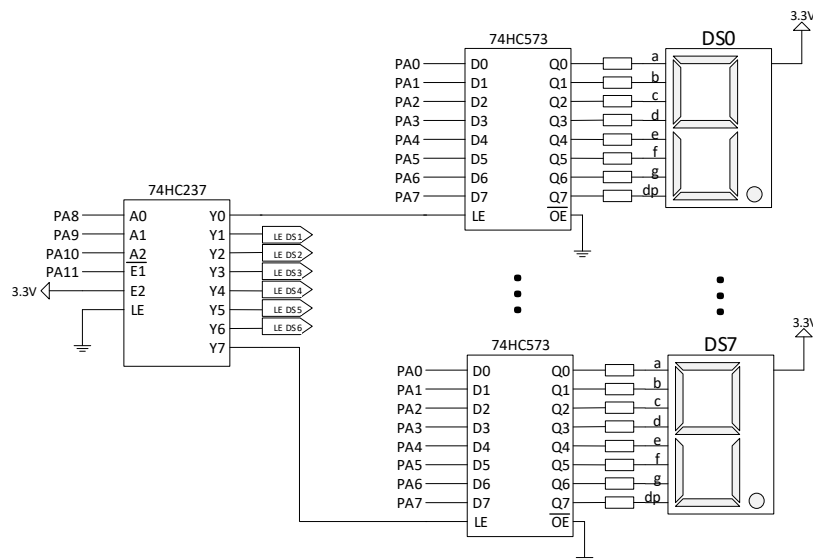 3.3V
74HC573
DS0
PA0 D0 Q0 a
PA1 D1 Q1 b
PA2 D2 Q2 c
PA3 D3 Q3 d
PA4 D4 Q4 e
PA5 D5 Q5 f
PA6 D6 Q6 g
PA7 D7 Q7 dp
LE OE
74HC237
PA8 A0 Y0
PA9 A1 Y1 LE DS1
PA10 A2 Y2 LE DS2
PA11 E1 Y3 LE DS3
3.3V E2 Y4 LE DS4
LE Y5 LE DS5
Y6 LE DS6
Y7
3.3V
74HC573
DS7
PA0 D0 Q0 a
PA1 D1 Q1 b
PA2 D2 Q2 c
PA3 D3 Q3 d
PA4 D4 Q4 e
PA5 D5 Q5 f
PA6 D6 Q6 g
PA7 D7 Q7 dp
LE OE